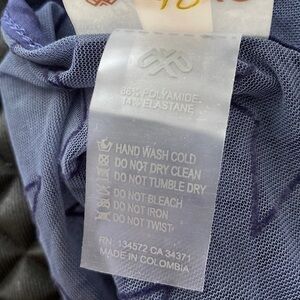 86% POLYAMIDE
14% ELASTANE
HAND WASH COLD
DO NOT DRY CLEAN
DO NOT TUMBLE DRY
DO NOT BLEACH
DO NOT IRON
DO NOT TWIST
RN 134572 CA 34371
MADE IN COLOMBIA